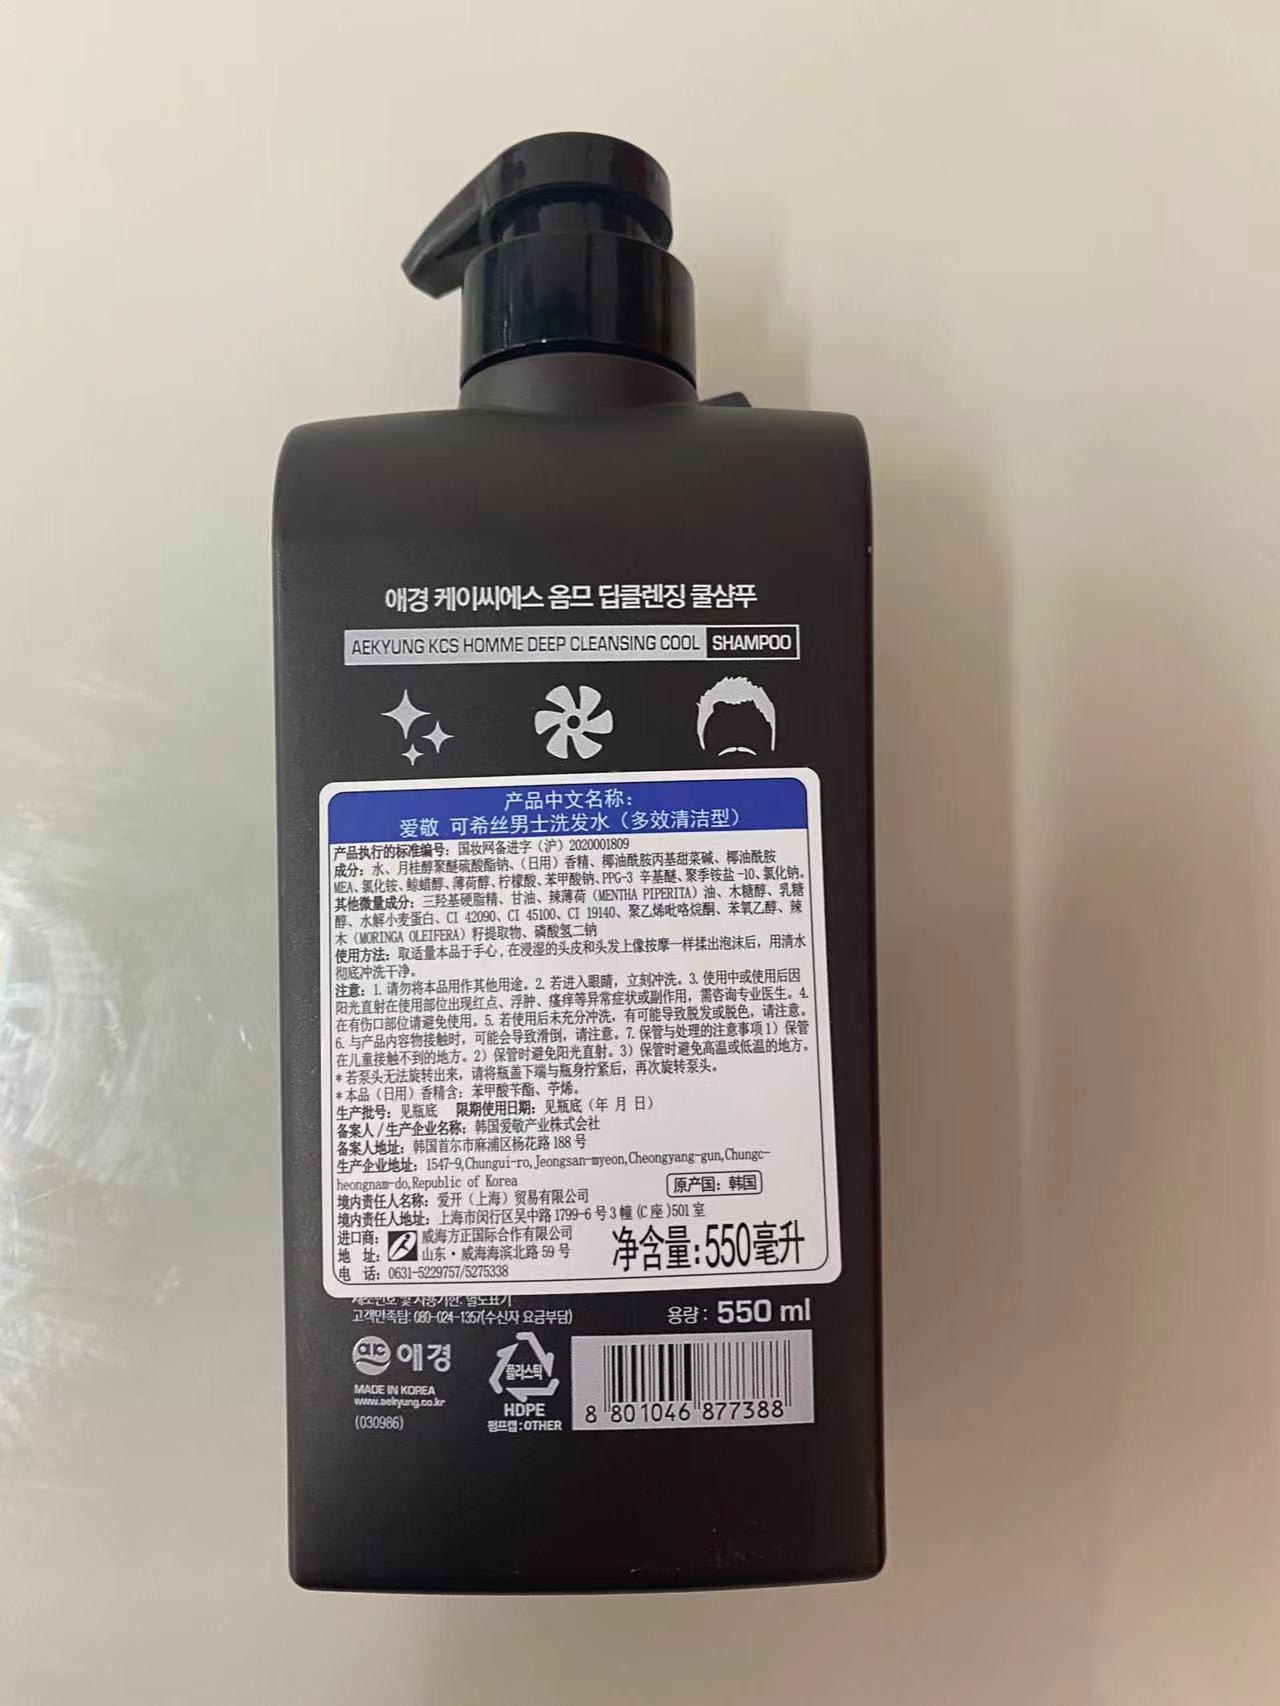 애경 케이씨에스 옴므 딥클렌징 쿨샴푸
AEKYUNG KCS HOMME DEEP CLEANSING COOL SHAMPOO
产品中文名称：
爱敬 可希丝男士洗发水（多效清洁型）
产品执行的标准编号：国妆网备进字（沪）2020001809
成分：水、月桂醇聚醚硫酸酯钠、（日用）香精、椰油酰胺丙基甜菜碱、椰油酰胺
MEA、氯化铵、鲸蜡醇、薄荷醇、柠檬酸、苯甲酸钠、PPG-3 辛基醚、聚季铵盐-10、氯化钠。
其他微量成分：三羟基硬脂精、甘油、辣薄荷（MENTHA PIPERITA）油、木糖醇、乳糖
醇、水解小麦蛋白、CI 42090、CI 45100、CI 19140、聚乙烯吡咯烷酮、苯氧乙醇、辣
木（MORINGA OLEIFERA）籽提取物、磷酸氢二钠
使用方法：取适量本品于手心，在浸湿的头皮和头发上像按摩一样揉出泡沫后，用清水
彻底冲洗干净。
注意：1. 请勿将本品用作其他用途。2. 若进入眼睛，立刻冲洗。3. 使用中或使用后因
阳光直射在使用部位出现红点、浮肿、瘙痒等异常症状或副作用，需咨询专业医生。4.
在有伤口部位请避免使用。5. 若使用后未充分冲洗，有可能导致脱发或脱色，请注意。
6. 与产品内容物接触时，可能会导致滑倒，请注意。7. 保管与处理的注意事项 1）保管
在儿童接触不到的地方。2）保管时避免阳光直射。3）保管时避免高温或低温的地方。
*若泵头无法旋转出来，请将瓶盖下端与瓶身拧紧后，再次旋转泵头。
*本品（日用）香精含：苯甲酸苄酯、苧烯。
生产批号：见瓶底 限期使用日期：见瓶底（年 月 日）
备案人/生产企业名称：韩国爱敬产业株式会社
备案人地址：韩国首尔市麻浦区杨花路 188 号
生产企业地址：1547-9,Chungui-ro,Jeongsan-myeon,Cheongyang-gun,Chungc-
heongnam-do,Republic of Korea
原产国：韩国
境内责任人名称：爱开（上海）贸易有限公司
境内责任人地址：上海市闵行区吴中路 1799-6 号 3 幢 (C 座)501 室
进口商：威海方正国际合作有限公司
地 址：山东·威海海滨北路 59 号
电 话：0631-5229757/5275338
净含量:550毫升
제조번호 및 사용기한: 별도표기
고객만족팀: 080-024-1357(수신자 요금부담)
용량: 550 ml
애경
MADE IN KOREA
www.aekyung.co.kr
(030986)
플라스틱
HDPE
펌프캡:OTHER
8 801046 877388